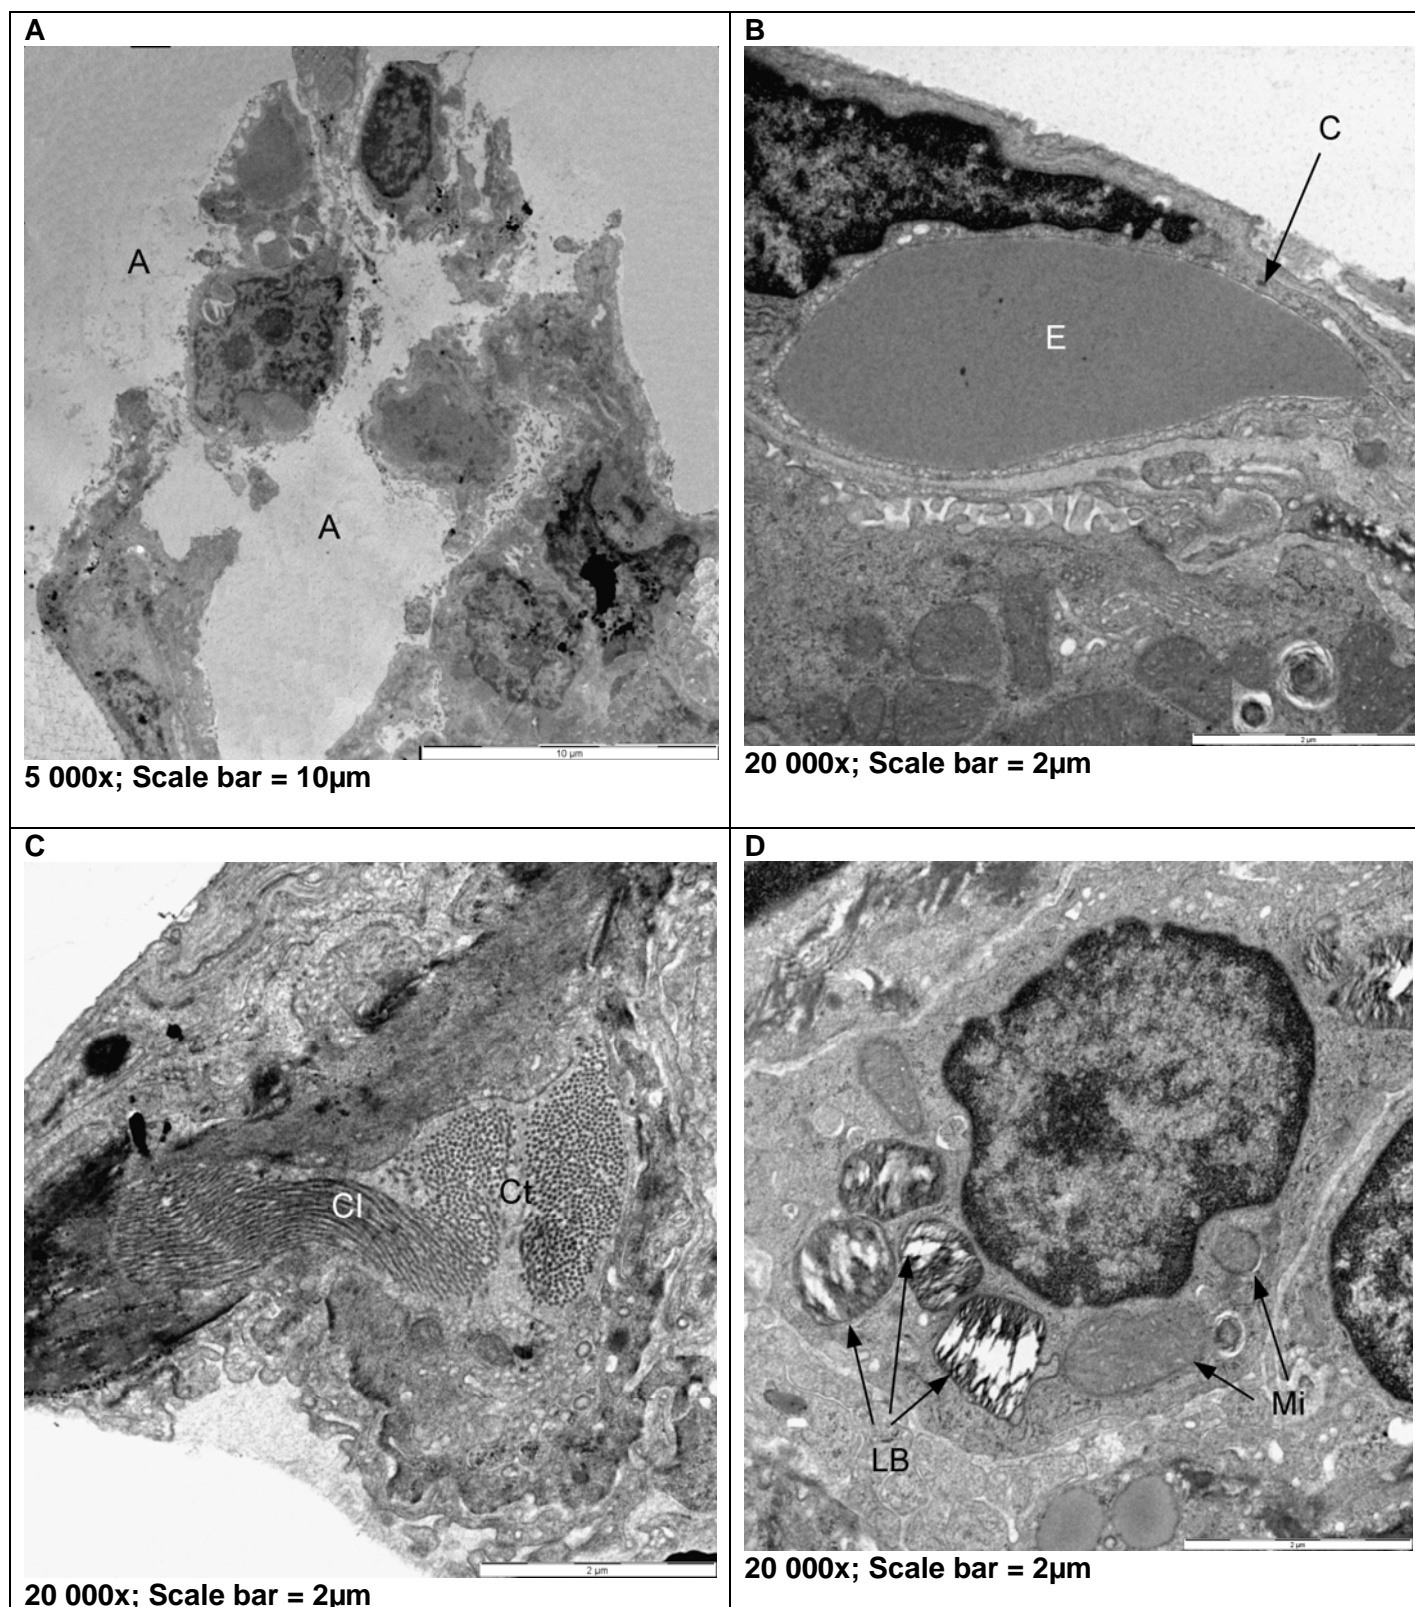 A
A
A
10 µm
5 000x; Scale bar = 10µm
B
C
E
2 µm
20 000x; Scale bar = 2µm
C
Cl
Ct
2 µm
20 000x; Scale bar = 2µm
D
LB
Mi
2 µm
20 000x; Scale bar = 2µm